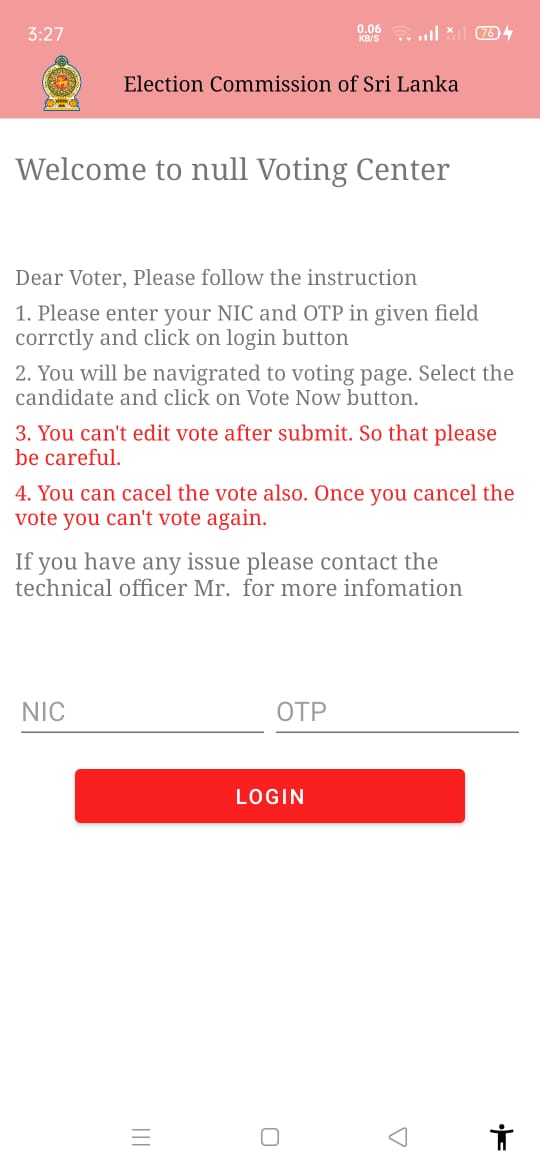 3:27
0.06
KB/S
76
Election Commission of Sri Lanka
Welcome to null Voting Center
Dear Voter, Please follow the instruction
1. Please enter your NIC and OTP in given field
corrctly and click on login button
2. You will be navigrated to voting page. Select the
candidate and click on Vote Now button.
3. You can't edit vote after submit. So that please
be careful.
4. You can cacel the vote also. Once you cancel the
vote you can't vote again.
If you have any issue please contact the
technical officer Mr.  for more infomation
NIC
OTP
LOGIN